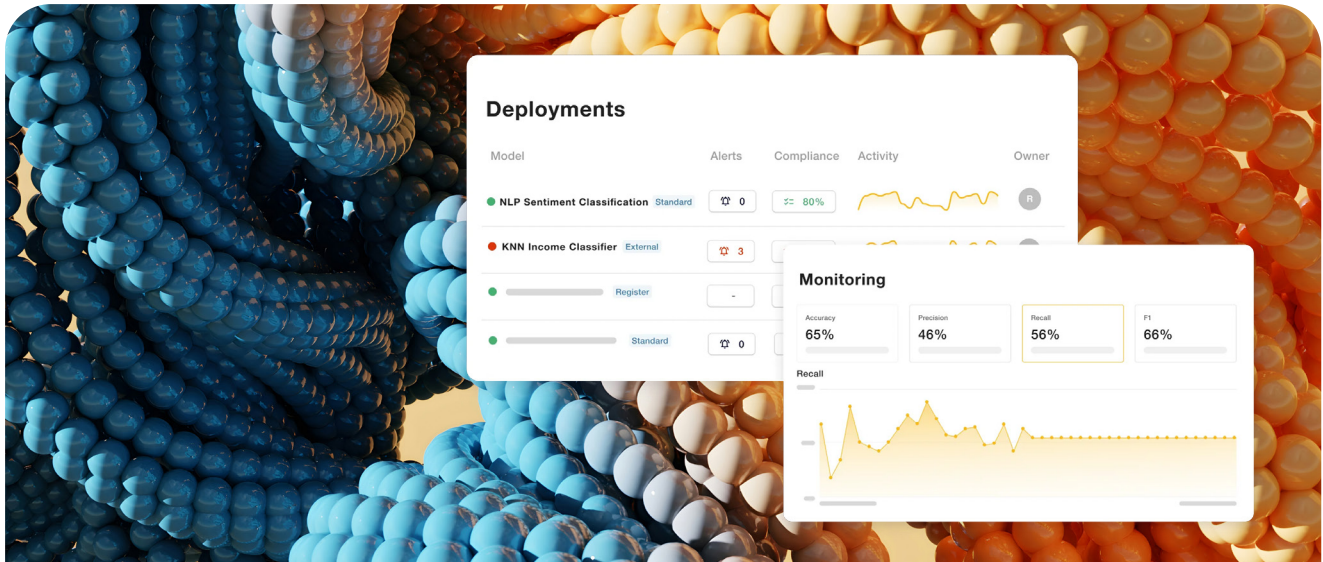 Deployments
Model Alerts Compliance Activity Owner
NLP Sentiment Classification Standard 0 80% R
KNN Income Classifier External 3
Register -
Standard 0
Monitoring
Accuracy Precision Recall F1
65% 46% 56% 66%
Recall